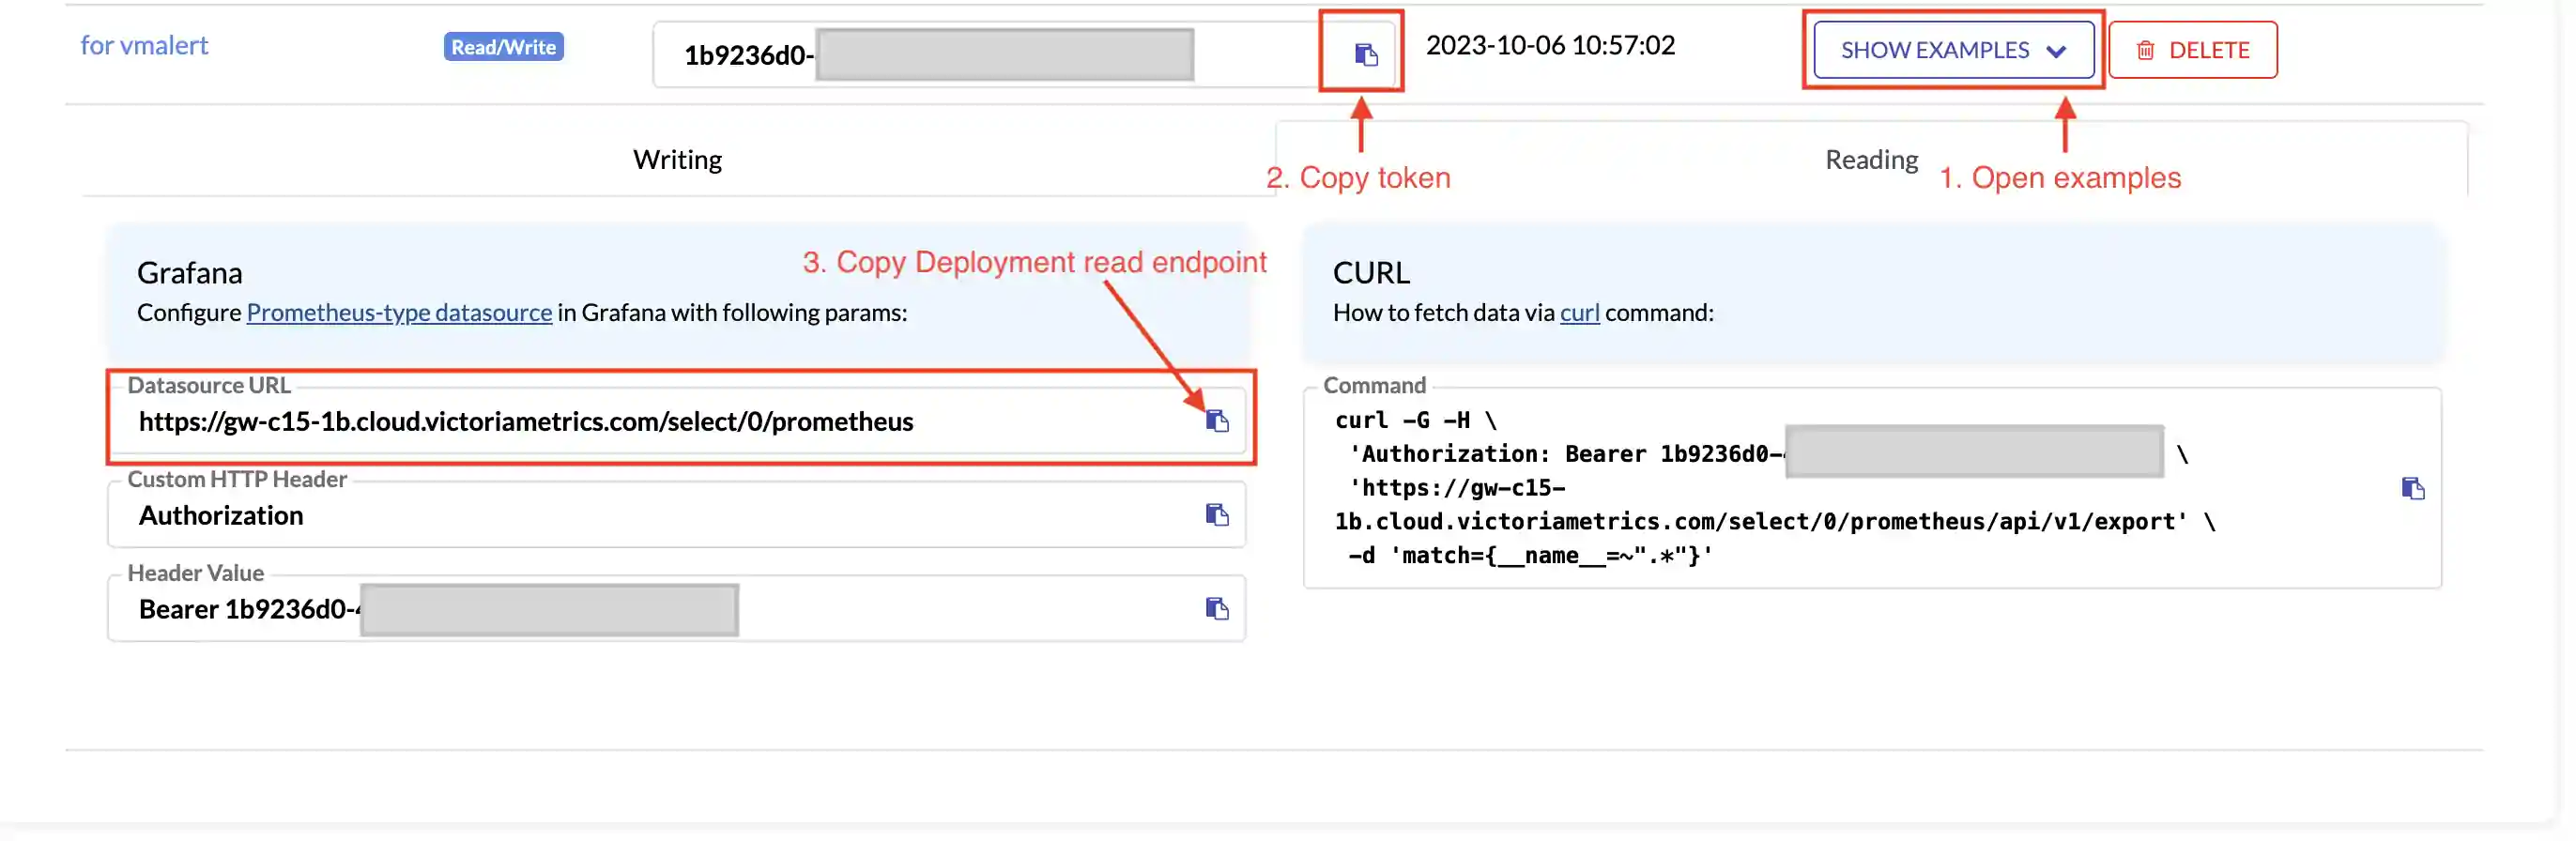 for vmalert
Read/Write
1b9236d0-
2023-10-06 10:57:02
SHOW EXAMPLES
DELETE
Writing
2. Copy token
Reading
1. Open examples
Grafana
3. Copy Deployment read endpoint
Configure Prometheus-type datasource in Grafana with following params:
Datasource URL
https://gw-c15-1b.cloud.victoriametrics.com/select/0/prometheus
Custom HTTP Header
Authorization
Header Value
Bearer 1b9236d0-
CURL
How to fetch data via curl command:
Command
curl -G -H \
'Authorization: Bearer 1b9236d0- \
'https://gw-c15-
1b.cloud.victoriametrics.com/select/0/prometheus/api/v1/export' \
-d 'match={__name__=~".*"}'